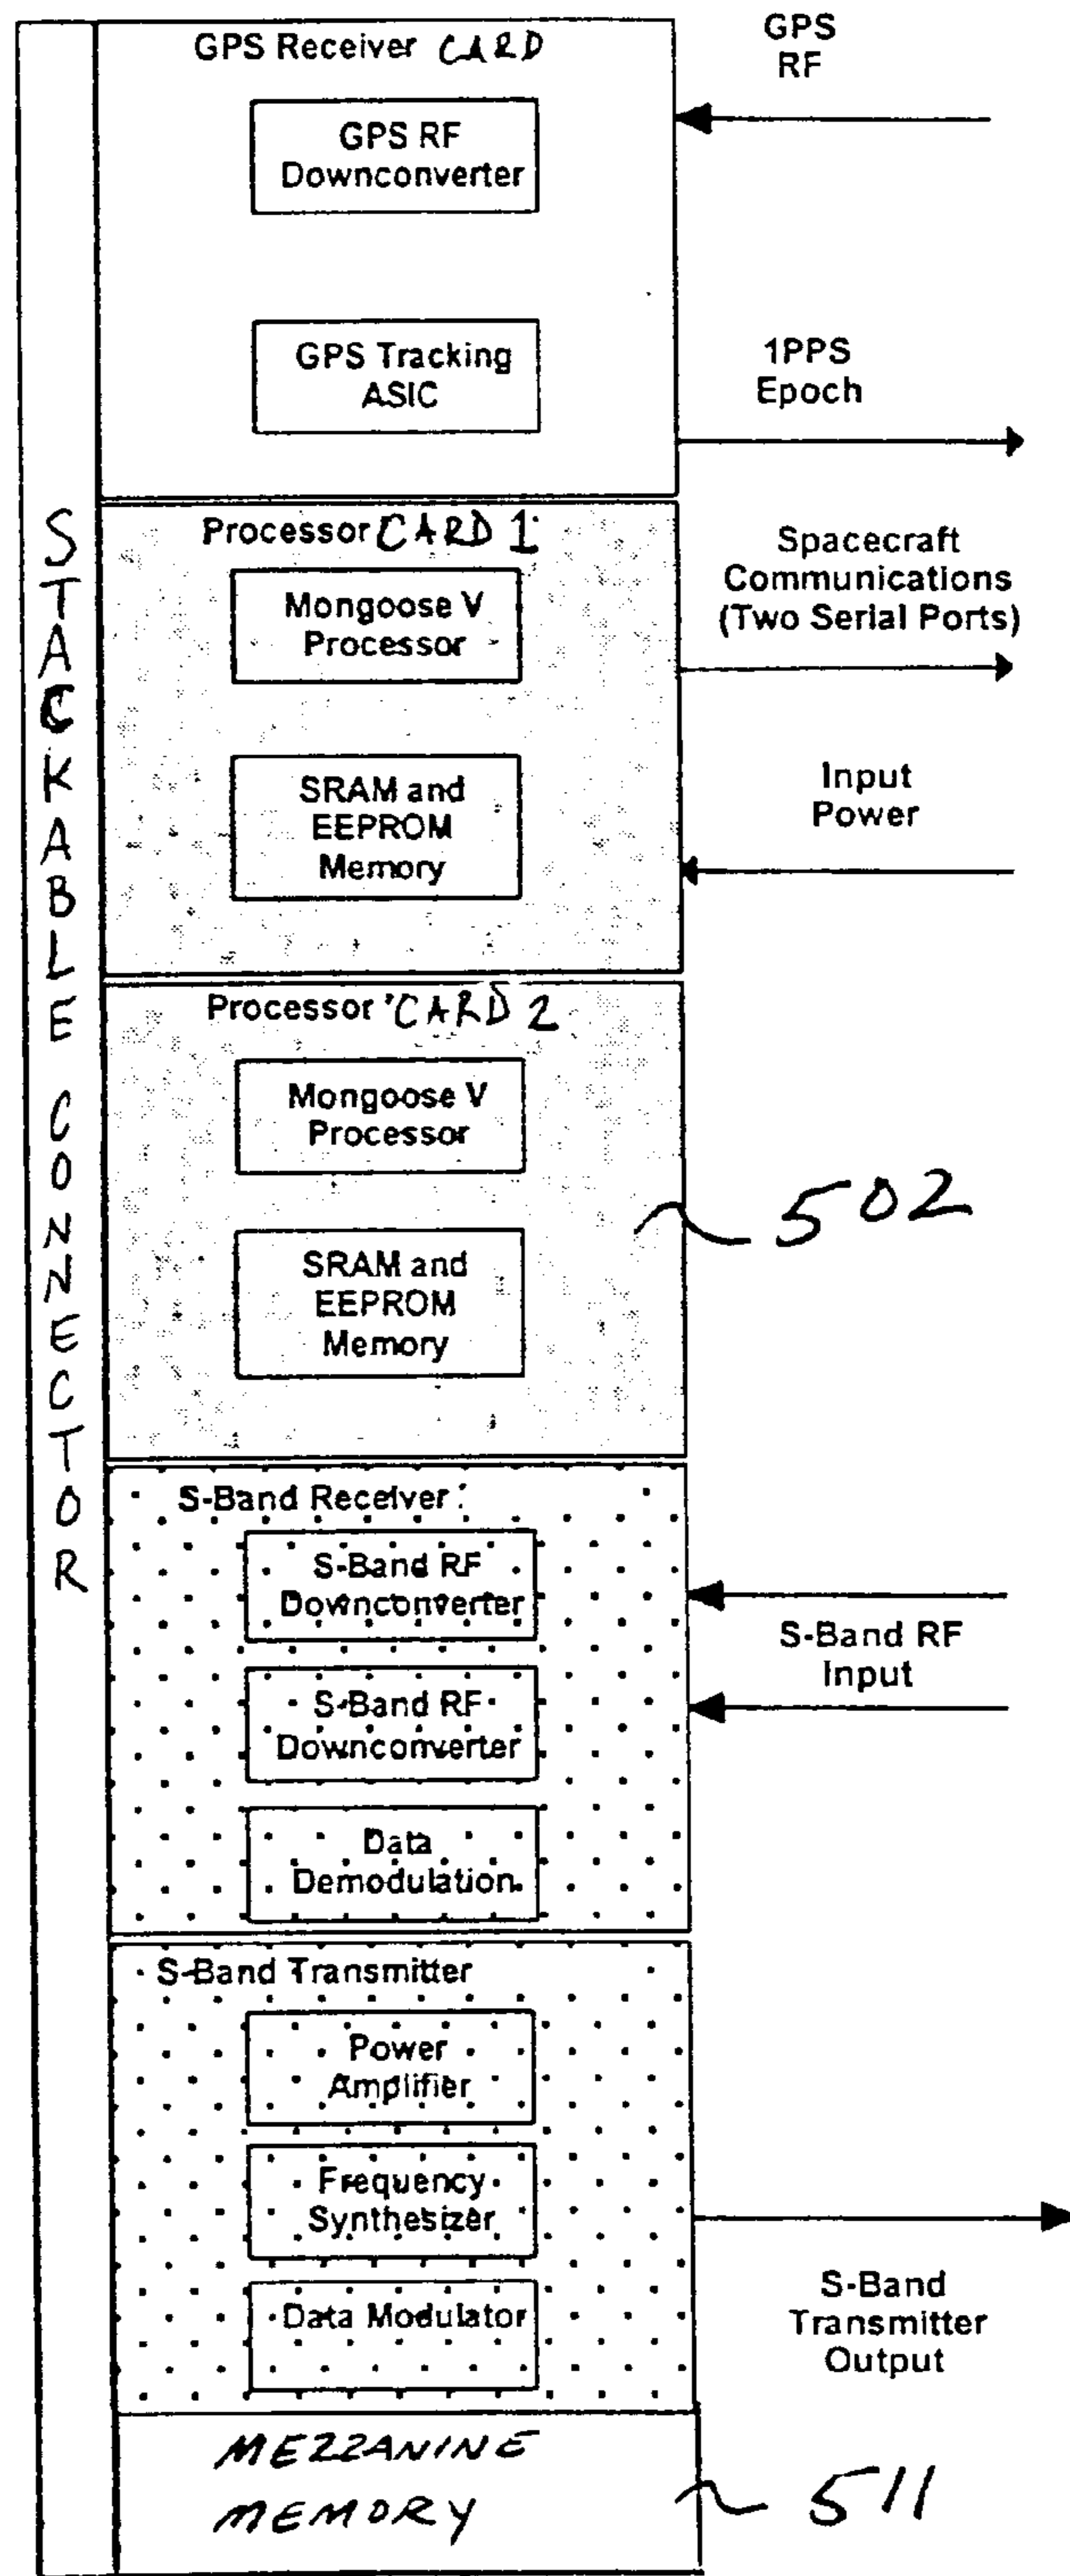 GPS Receiver CARD
GPS
RF
GPS RF
Downconverter
GPS Tracking
ASIC
1PPS
Epoch
STACKABLE CONNECTOR
Processor CARD 1
Spacecraft
Communications
(Two Serial Ports)
Mongoose V
Processor
SRAM and
EEPROM
Memory
Input
Power
Processor CARD 2
Mongoose V
Processor
502
SRAM and
EEPROM
Memory
S-Band Receiver
S-Band RF
Downconverter
S-Band RF
Input
S-Band RF
Downconverter
Data
Demodulation
S-Band Transmitter
Power
Amplifier
Frequency
Synthesizer
Data Modulator
S-Band
Transmitter
Output
MEZZANINE
MEMORY
511